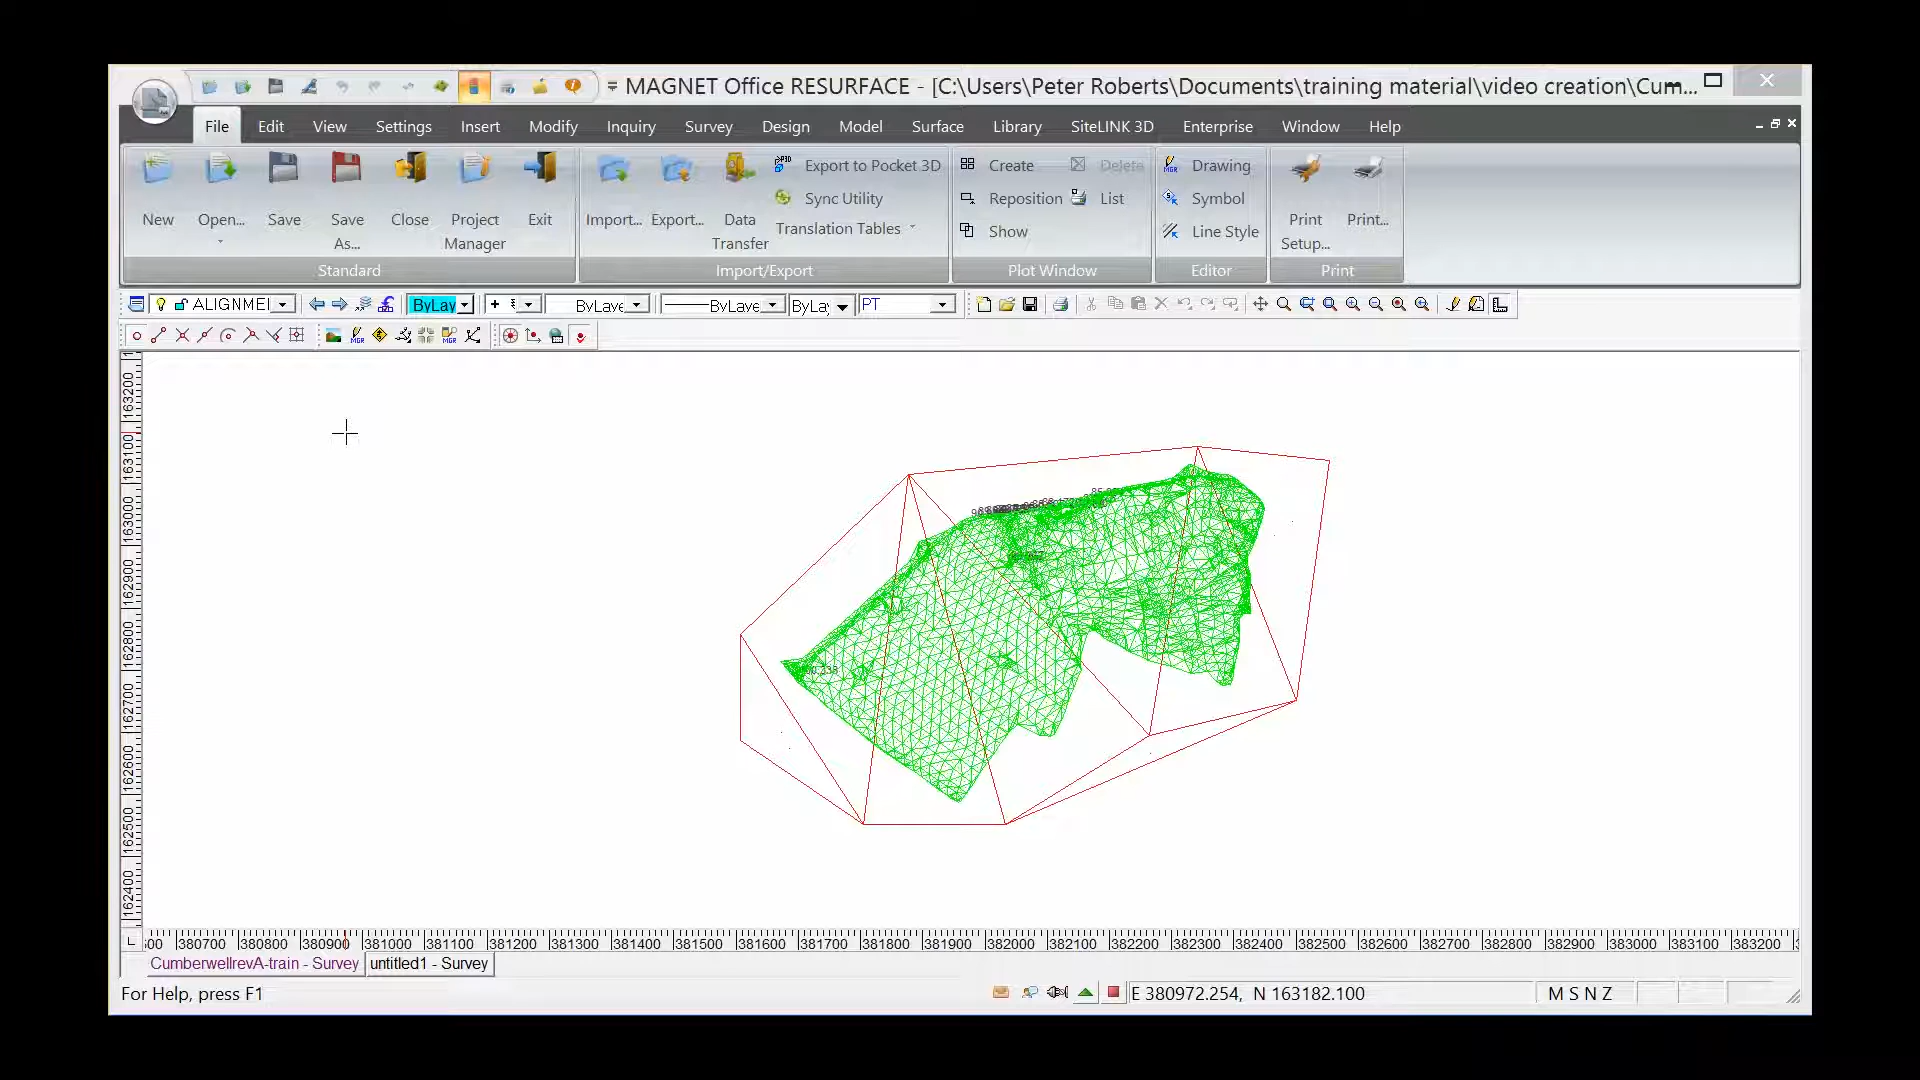 MAGNET Office RESURFACE - [C:\Users\Peter Roberts\Documents\training material\video creation\Cum...
File Edit View Settings Insert Modify Inquiry Survey Design Model Surface Library SiteLINK 3D Enterprise Window Help
New Open... Save Save As... Close Project Manager Exit
Standard
Import... Export... Data Transfer
Export to Pocket 3D
Sync Utility
Translation Tables
Import/Export
Create Delete
Reposition List
Show
Plot Window
Drawing
Symbol
Line Style
Editor
Print Setup... Print...
Print
ALIGNMEI ByLay ByLaye ByLaye ByLa PT
163200
163100
163000
162900
162800
162700
162600
162500
162400
380700 380800 380900 381000 381100 381200 381300 381400 381500 381600 381700 381800 381900 382000 382100 382200 382300 382400 382500 382600 382700 382800 382900 383000 383100 383200
CumberwellrevA-train - Survey untitled1 - Survey
For Help, press F1 E 380972.254, N 163182.100 M S N Z